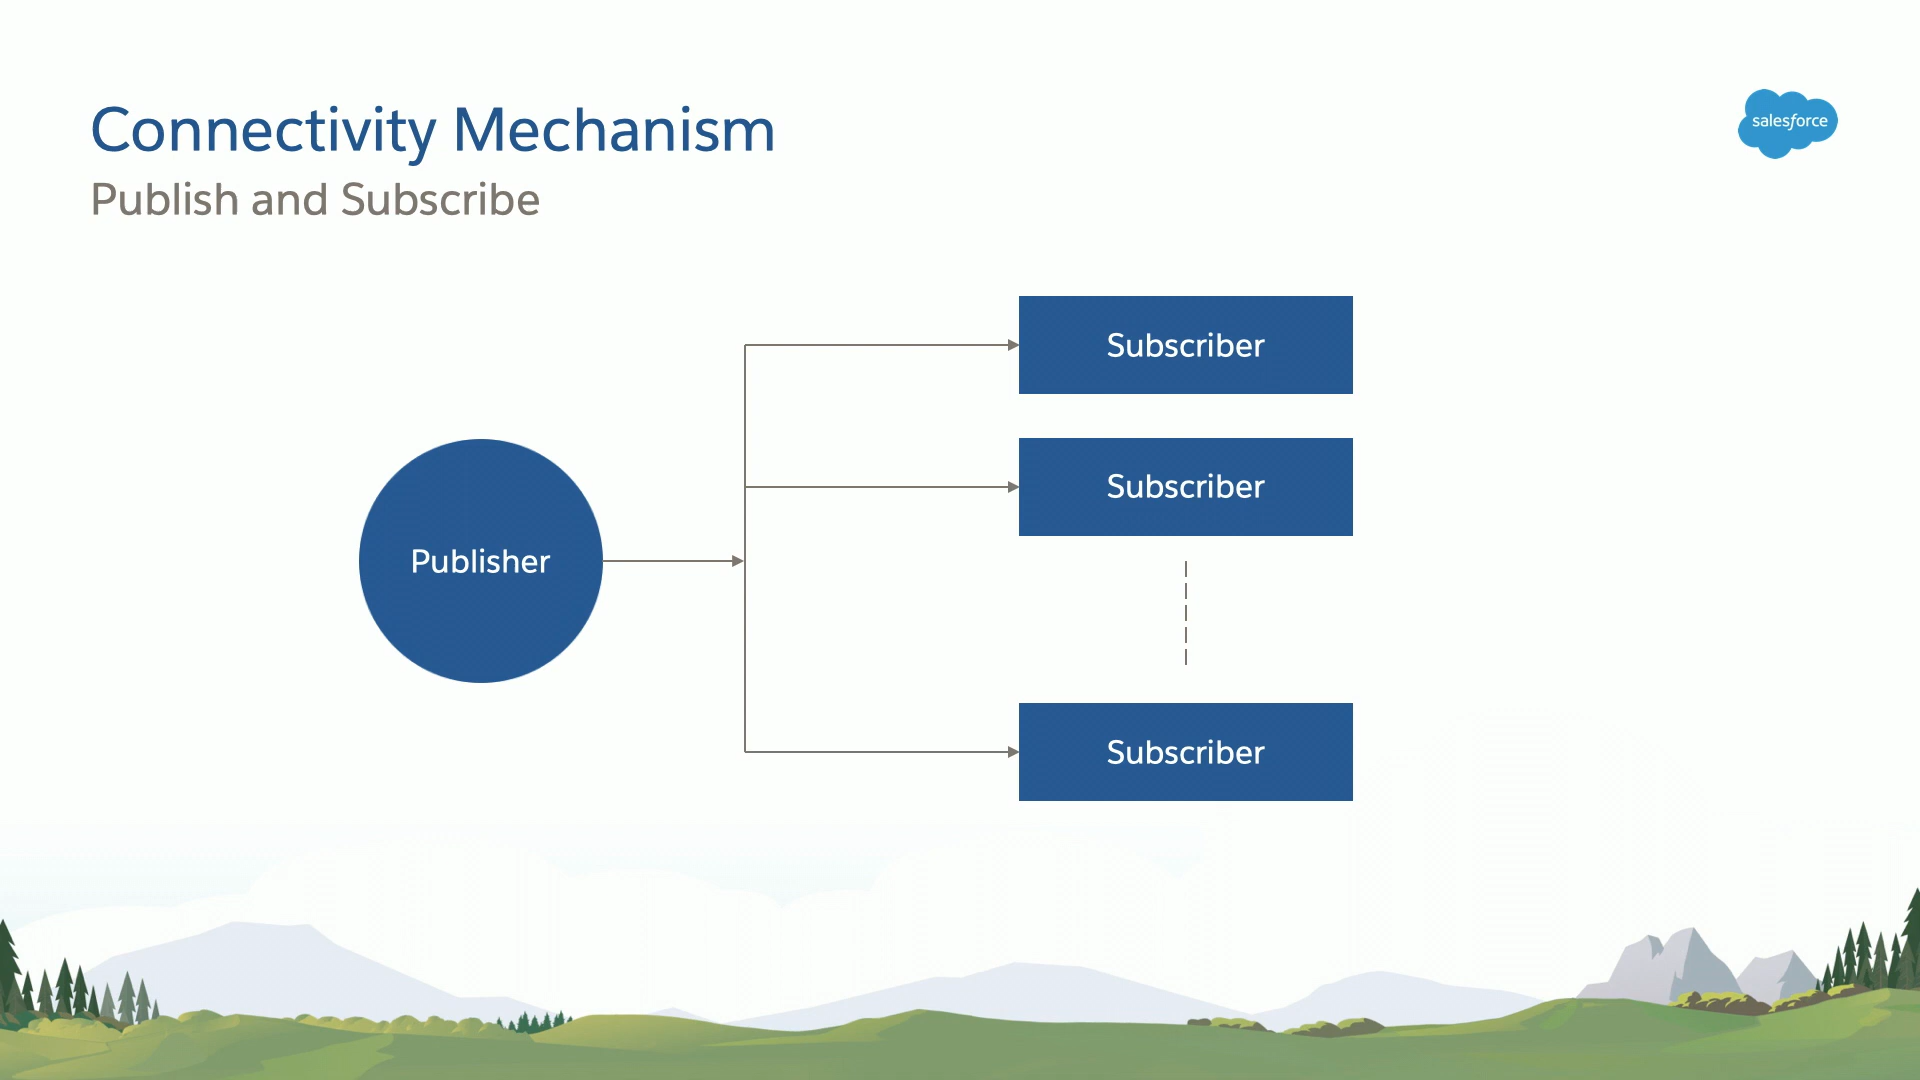 Connectivity Mechanism
salesforce
Publish and Subscribe
Subscriber
Subscriber
Publisher
Subscriber